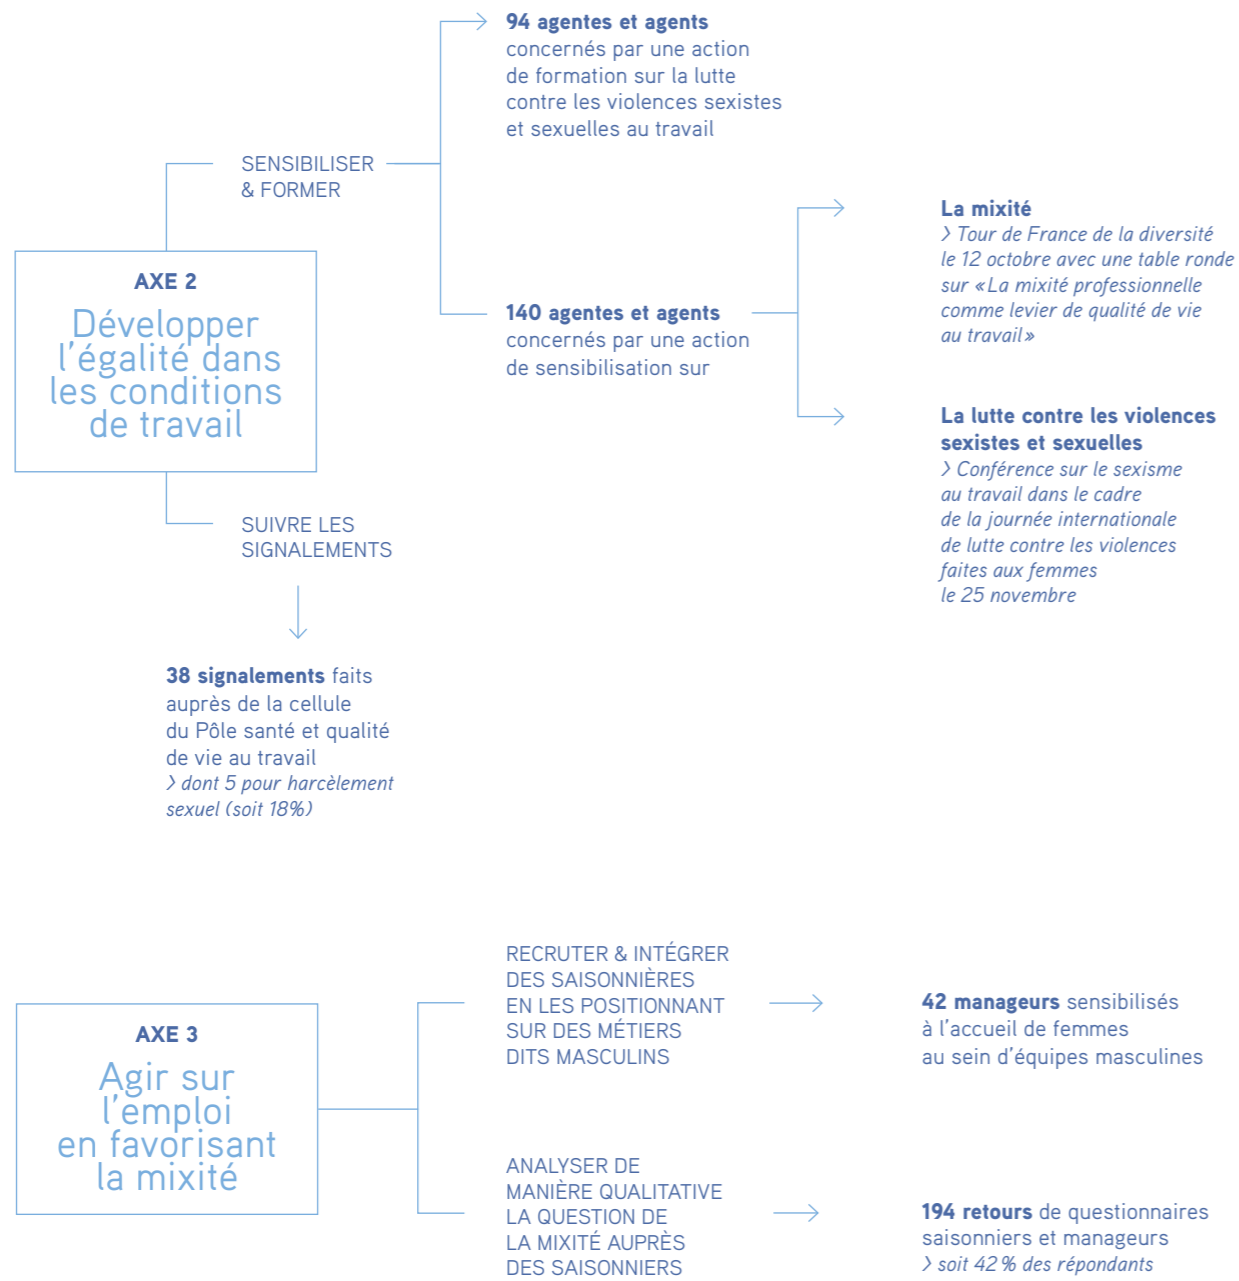 94 agentes et agents
concernés par une action
de formation sur la lutte
contre les violences sexistes
et sexuelles au travail
SENSIBILISER
& FORMER
AXE 2
Développer
l’égalité dans
les conditions
de travail
140 agentes et agents
concernés par une action
de sensibilisation sur
La mixité
> Tour de France de la diversité
le 12 octobre avec une table ronde
sur «La mixité professionnelle
comme levier de qualité de vie
au travail»
La lutte contre les violences
sexistes et sexuelles
> Conférence sur le sexisme
au travail dans le cadre
de la journée internationale
de lutte contre les violences
faites aux femmes
le 25 novembre
SUIVRE LES
SIGNALEMENTS
38 signalements faits
auprès de la cellule
du Pôle santé et qualité
de vie au travail
> dont 5 pour harcèlement
sexuel (soit 18%)
AXE 3
Agir sur
l’emploi
en favorisant
la mixité
RECRUTER & INTÉGRER
DES SAISONNIÈRES
EN LES POSITIONNANT
SUR DES MÉTIERS
DITS MASCULINS
42 manageurs sensibilisés
à l’accueil de femmes
au sein d’équipes masculines
ANALYSER DE
MANIÈRE QUALITATIVE
LA QUESTION DE
LA MIXITÉ AUPRÈS
DES SAISONNIERS
194 retours de questionnaires
saisonniers et manageurs
> soit 42% des répondants